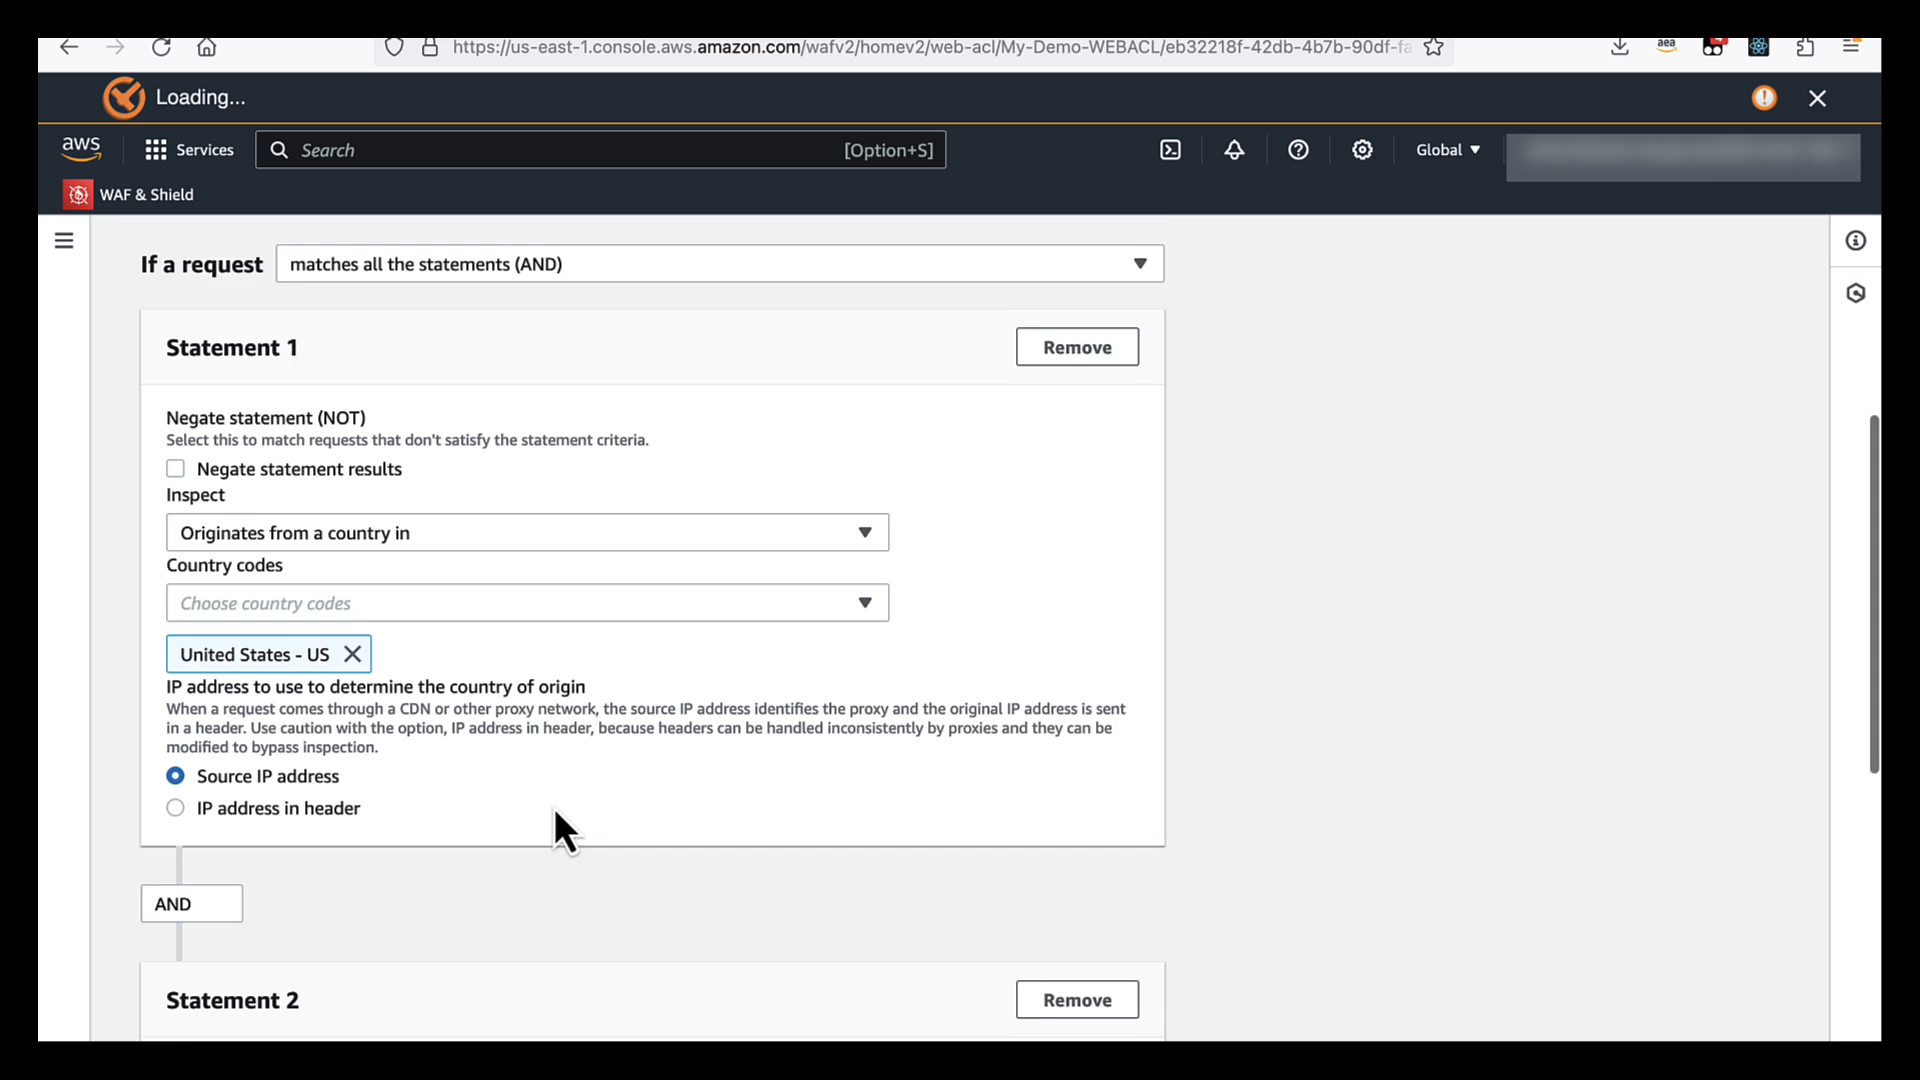 https://us-east-1.console.aws.amazon.com/wafv2/homev2/web-acl/My-Demo-WEBACL/eb32218f-42db-4b7b-90df-fa
aea
Loading...
aws
Services
Search
[Option+S]
Global
WAF & Shield
If a request
matches all the statements (AND)
Statement 1
Remove
Negate statement (NOT)
Select this to match requests that don't satisfy the statement criteria.
Negate statement results
Inspect
Originates from a country in
Country codes
Choose country codes
United States - US
IP address to use to determine the country of origin
When a request comes through a CDN or other proxy network, the source IP address identifies the proxy and the original IP address is sent
in a header. Use caution with the option, IP address in header, because headers can be handled inconsistently by proxies and they can be
modified to bypass inspection.
Source IP address
IP address in header
AND
Statement 2
Remove